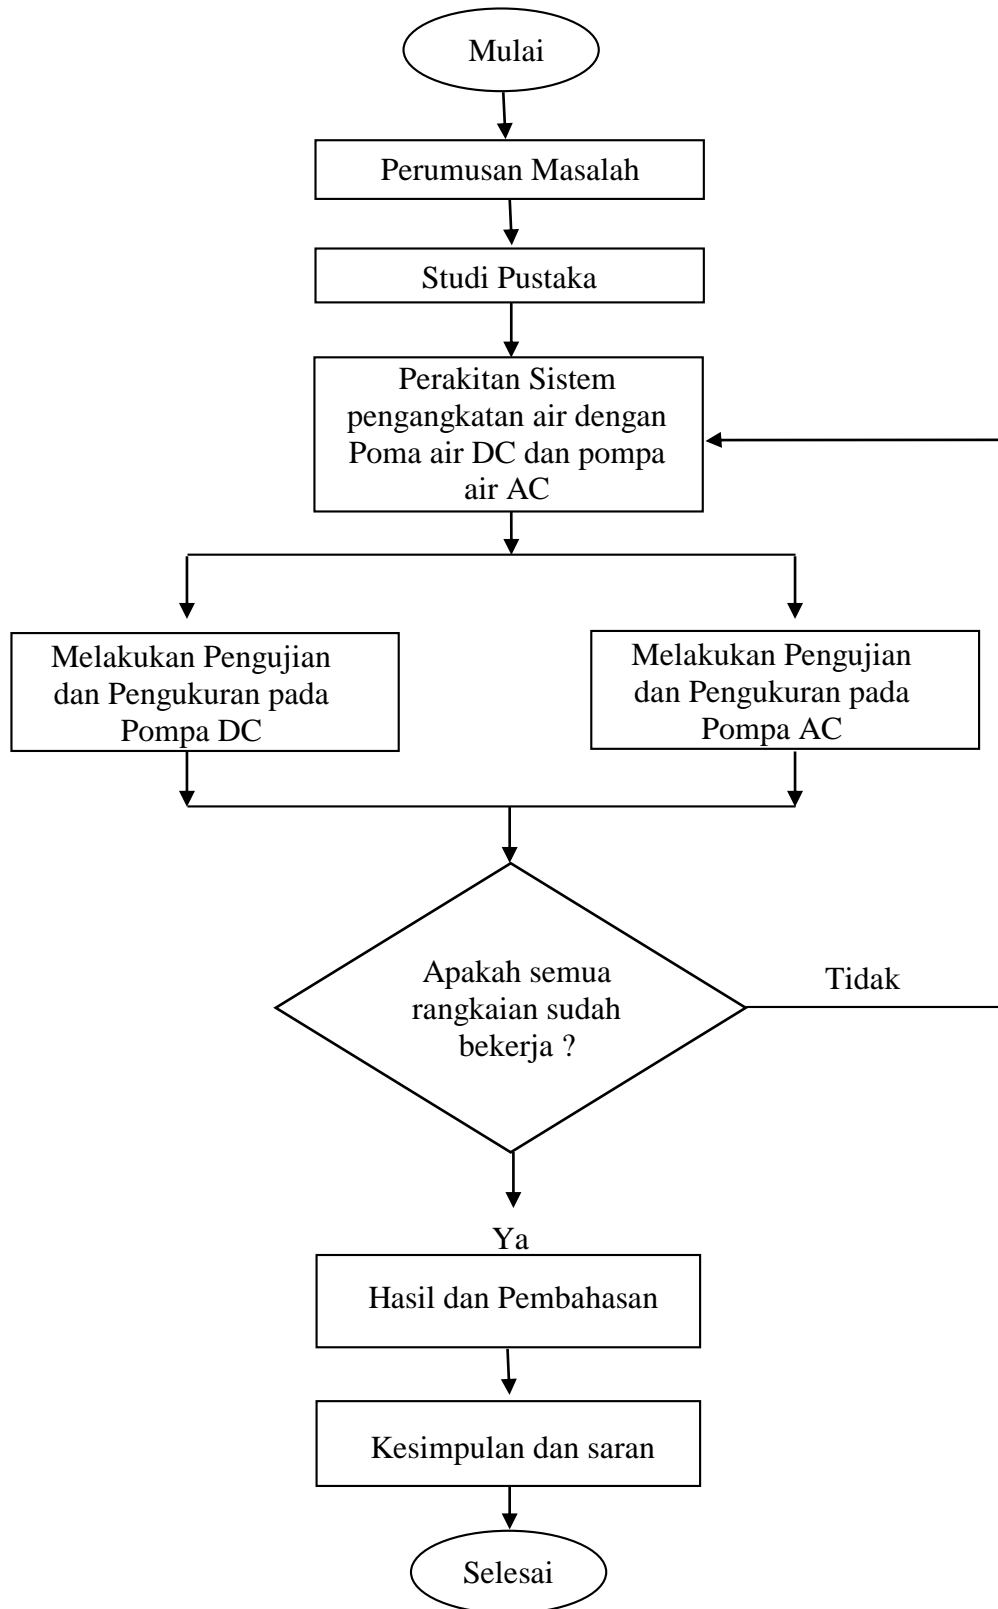 Mulai
Perumusan Masalah
Studi Pustaka
Perakitan Sistem
pengangkatan air dengan
Poma air DC dan pompa
air AC
Melakukan Pengujian
dan Pengukuran pada
Pompa DC
Melakukan Pengujian
dan Pengukuran pada
Pompa AC
Apakah semua
rangkaian sudah
bekerja ?
Tidak
Ya
Hasil dan Pembahasan
Kesimpulan dan saran
Selesai